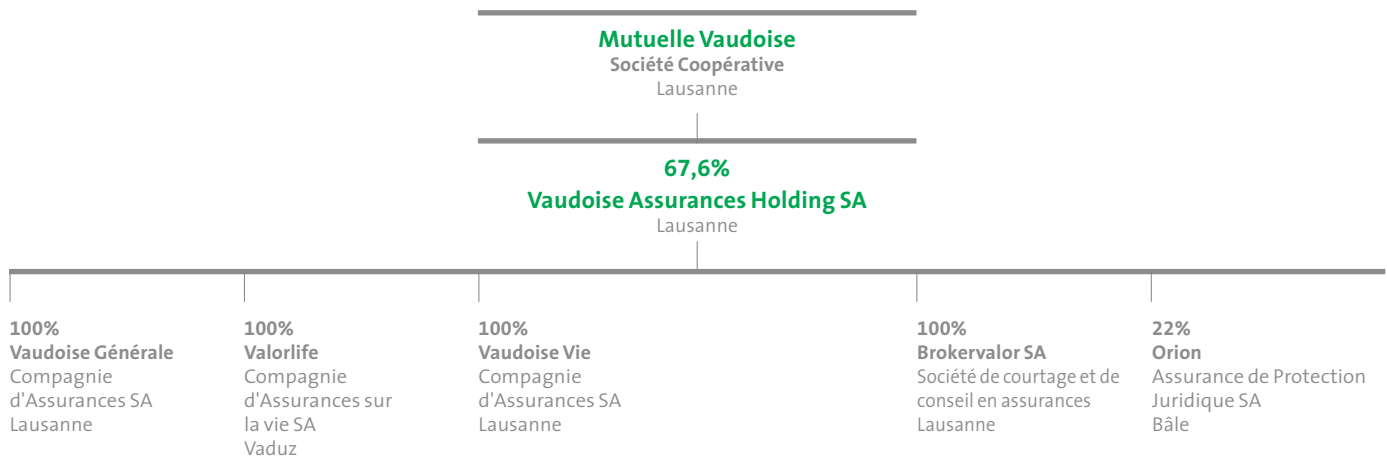 Mutuelle Vaudoise
Société Coopérative
Lausanne
67,6%
Vaudoise Assurances Holding SA
Lausanne
100%
Vaudoise Générale
Compagnie
d'Assurances SA
Lausanne
100%
Valorlife
Compagnie
d'Assurances sur
la vie SA
Vaduz
100%
Vaudoise Vie
Compagnie
d'Assurances SA
Lausanne
100%
Brokervalor SA
Société de courtage et de
conseil en assurances
Lausanne
22%
Orion
Assurance de Protection
Juridique SA
Bâle